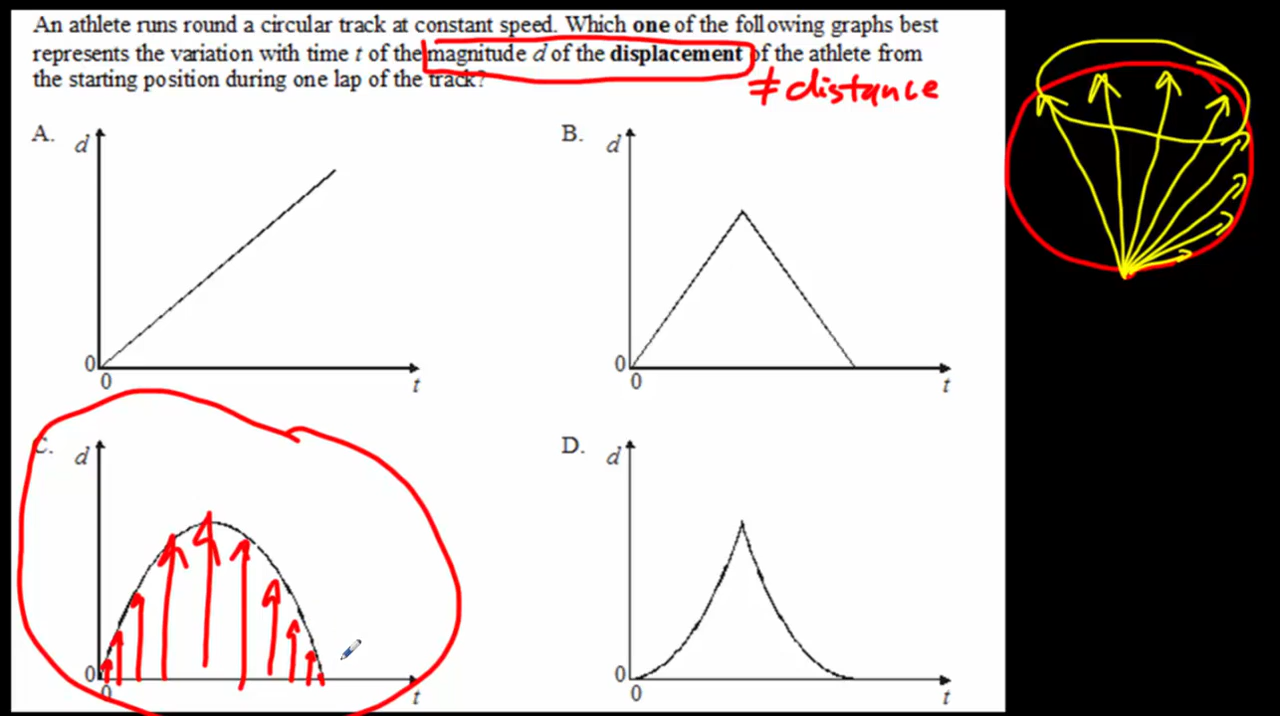 An athlete runs round a circular track at constant speed. Which one of the following graphs best
represents the variation with time t of the magnitude d of the displacement of the athlete from
the starting position during one lap of the track?
≠ distance
A.
d
0
0
t
B.
d
0
0
t
C.
d
0
0
t
D.
d
0
0
t